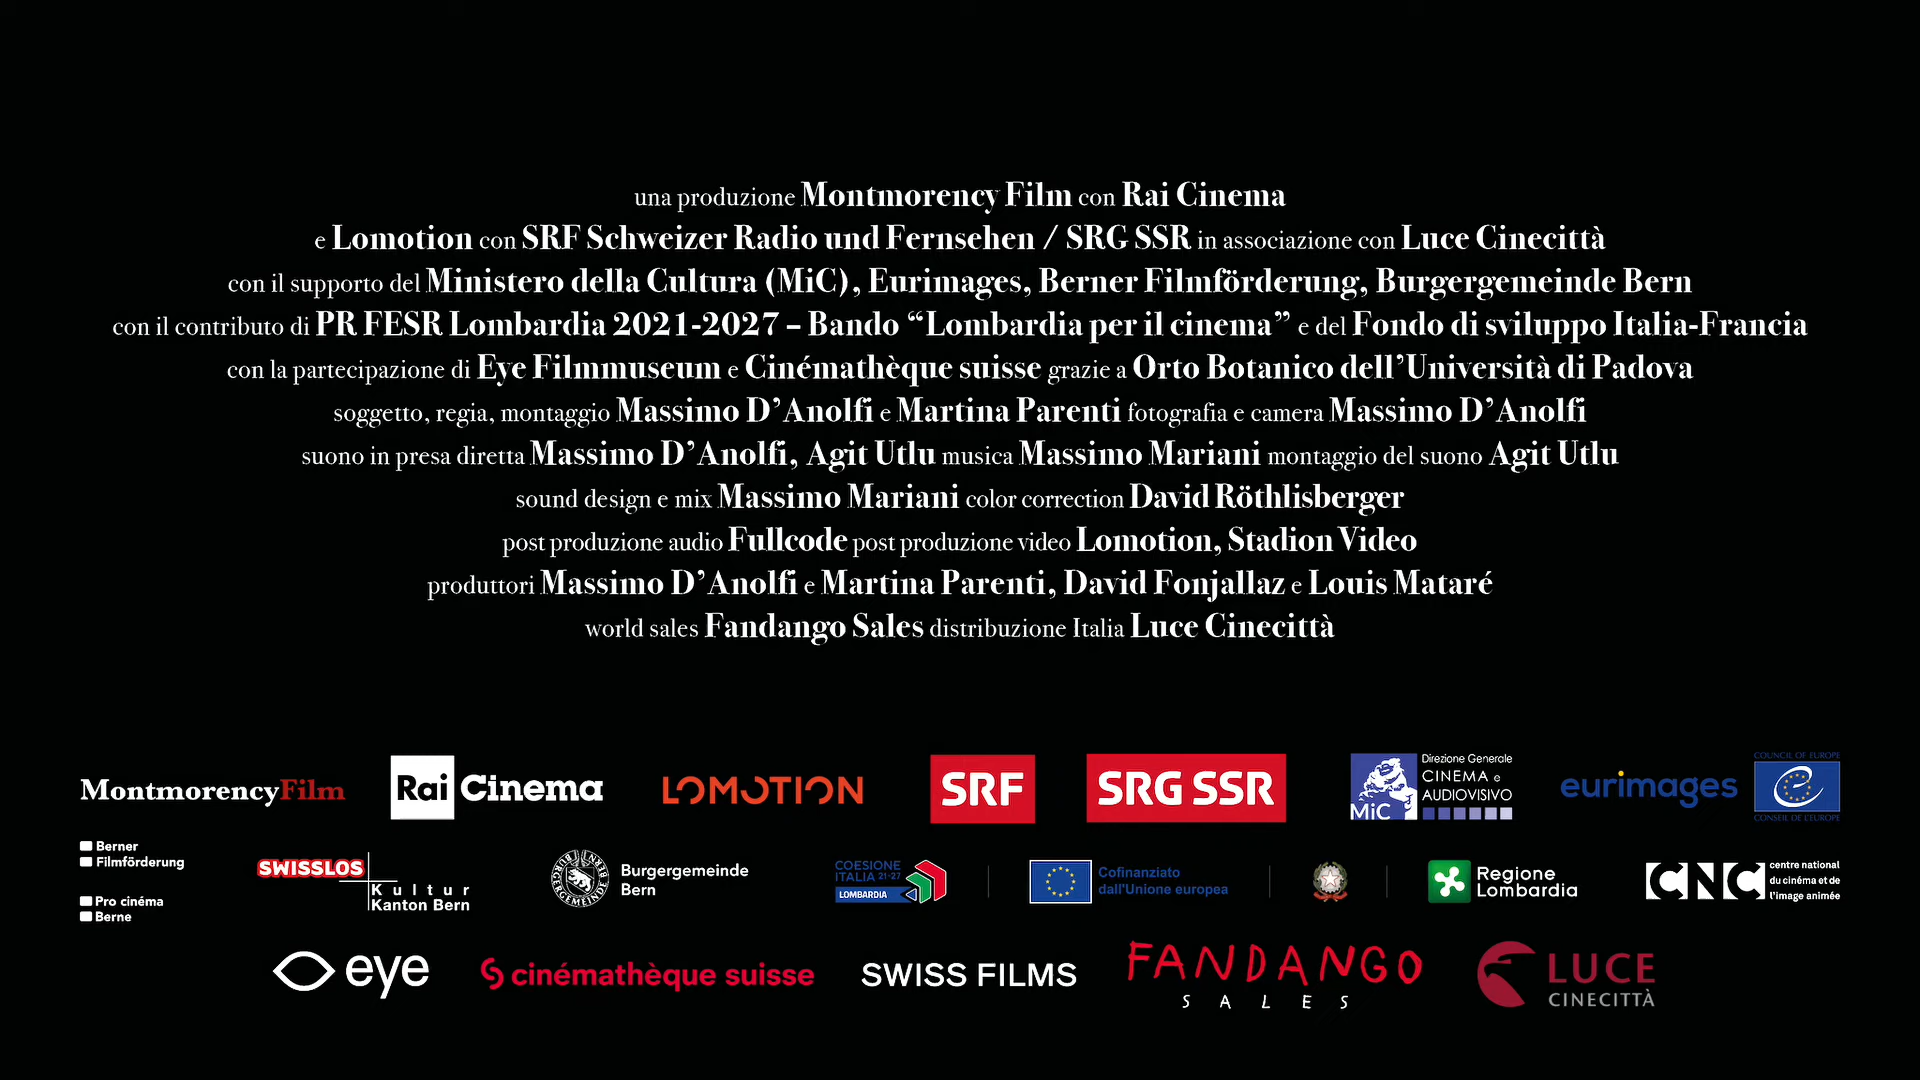 una produzione Montmorency Film con Rai Cinema
e Lomotion con SRF Schweizer Radio und Fernsehen / SRG SSR in associazione con Luce Cinecittà
con il supporto del Ministero della Cultura (MiC), Eurimages, Berner Filmförderung, Burgergemeinde Bern
con il contributo di PR FESR Lombardia 2021-2027 – Bando “Lombardia per il cinema” e del Fondo di sviluppo Italia-Francia
con la partecipazione di Eye Filmmuseum e Cinémathèque suisse grazie a Orto Botanico dell’Università di Padova
soggetto, regia, montaggio Massimo D’Anolfi e Martina Parenti fotografia e camera Massimo D’Anolfi
suono in presa diretta Massimo D’Anolfi, Agit Utlu musica Massimo Mariani montaggio del suono Agit Utlu
sound design e mix Massimo Mariani color correction David Röthlisberger
post produzione audio Fullcode post produzione video Lomotion, Stadion Video
produttori Massimo D’Anolfi e Martina Parenti, David Fonjallaz e Louis Mataré
world sales Fandango Sales distribuzione Italia Luce Cinecittà
MontmorencyFilm
Rai Cinema
LOMOTION
SRF
SRG SSR
MiC
Direzione Generale
CINEMA e
AUDIOVISIVO
eurimages
COUNCIL OF EUROPE
CONSEIL DE L'EUROPE
Berner
Filmförderung
Pro cinéma
Berne
SWISSLOS
Kultur
Kanton Bern
BURGERGEMEINDE BERN
Burgergemeinde
Bern
COESIONE
ITALIA 21-27
LOMBARDIA
Cofinanziato
dall'Unione europea
Regione
Lombardia
CNC
centre national
du cinéma et de
l'image animée
eye
cinémathèque suisse
SWISS FILMS
FANDANGO
SALES
LUCE
CINECITTÀ